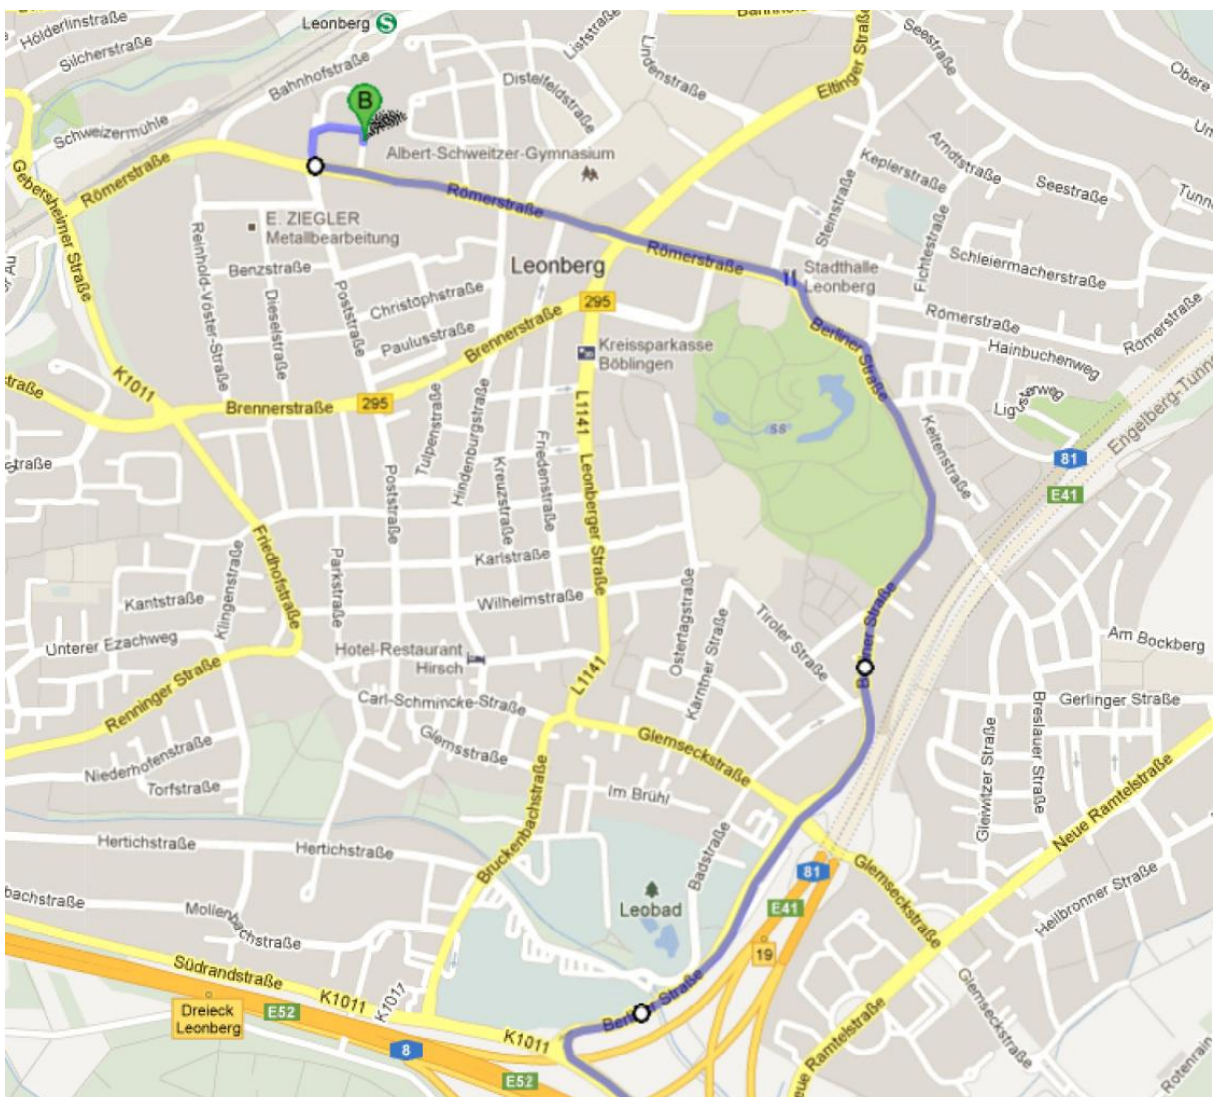 Leonberg S
Hölderlinstraße
Silcherstraße
Bahnhofstraße
Liststraße
Lindenstraße
Eltinger Straße
Seestraße
Obere
Distelfeldstraße
B
Schweizermühle
Albert-Schweitzer-Gymnasium
Keplerstraße
Arndtstraße
Seestraße
Römerstraße
Gebersheimer Straße
Römerstraße
Steinstraße
Fichtestraße
E. ZIEGLER
Metallbearbeitung
Reinhold-Vöster-Straße
Benzstraße
Dieselstraße
Poststraße
Christophstraße
Paulusstraße
Leonberg
Römerstraße
Stadthalle
Leonberg
Schleiermacherstraße
Römerstraße
Römerstraße
Hainbuchenweg
Ligusterweg
295
Brennerstraße
Kreissparkasse
Böblingen
Berliner Straße
K1011
Brennerstraße
295
L1141
Leonberger Straße
Tulpenstraße
Hindenburgstraße
Kreuzstraße
Friedenstraße
Keltenstraße
81
E41
Poststraße
Friedhofstraße
Klingenstraße
Parkstraße
Karlstraße
Wilhelmstraße
Kantstraße
Unterer Ezachweg
Renninger Straße
Hotel-Restaurant
Hirsch
L1141
Ostertagstraße
Kärntner Straße
Tiroler Straße
Am Bockberg
Gerlinger Straße
Breslauer Straße
Gleiwitzer Straße
Neue Ramtelstraße
Carl-Schmincke-Straße
Glemsstraße
Glemseckstraße
Niederhofenstraße
Torfstraße
Im Brühl
Hertichstraße
Hertichstraße
Bruckenbachstraße
Badstraße
81
E41
19
Glemseckstraße
Heilbronner Straße
Leobad
Mollenbachstraße
Südrandstraße
K1011
K1011
Dreieck
Leonberg
E52
8
K1011
E52
Berliner Straße
Glemseckstraße
Neue Ramtelstraße
Rotenrain